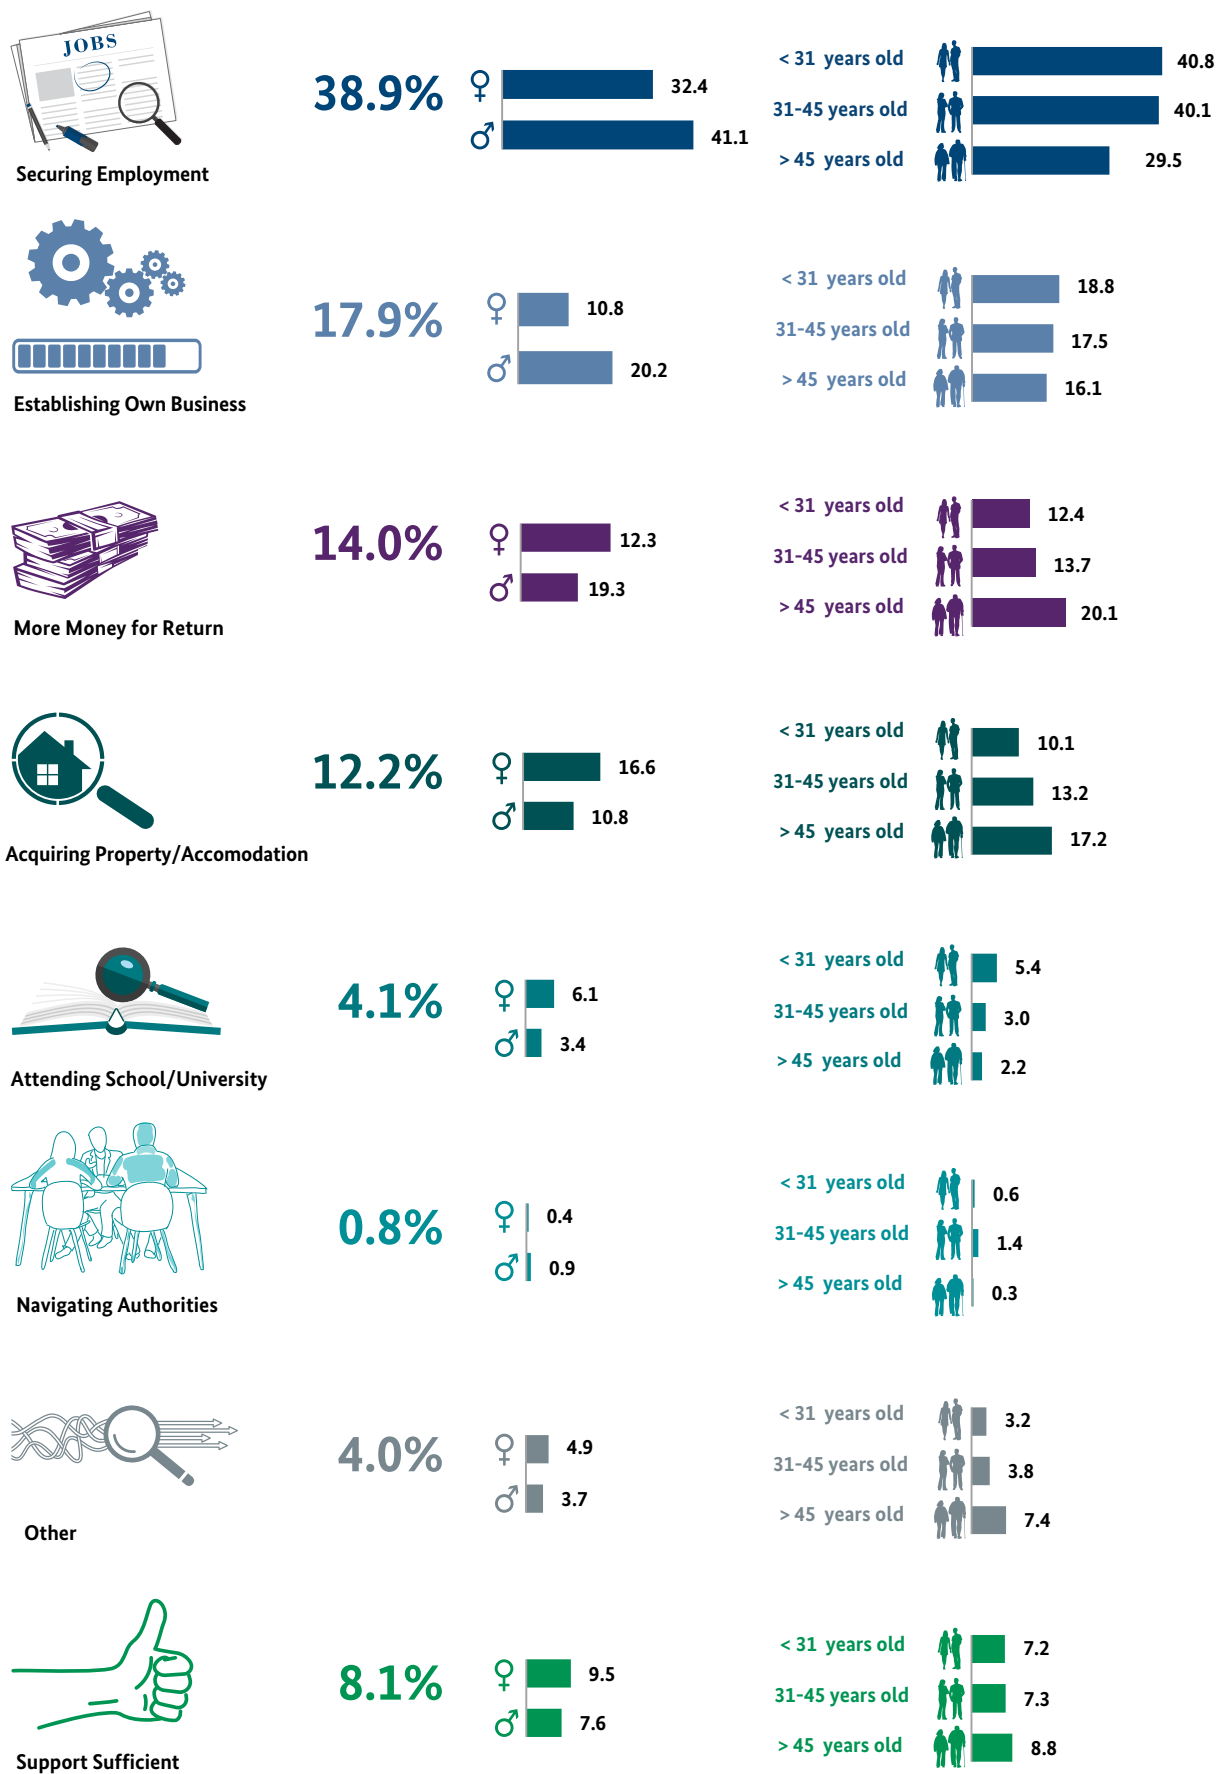 JOBS
Securing Employment
38.9%
32.4
41.1
< 31 years old
40.8
31-45 years old
40.1
> 45 years old
29.5
Establishing Own Business
17.9%
10.8
20.2
< 31 years old
18.8
31-45 years old
17.5
> 45 years old
16.1
More Money for Return
14.0%
12.3
19.3
< 31 years old
12.4
31-45 years old
13.7
> 45 years old
20.1
Acquiring Property/Accomodation
12.2%
16.6
10.8
< 31 years old
10.1
31-45 years old
13.2
> 45 years old
17.2
Attending School/University
4.1%
6.1
3.4
< 31 years old
5.4
31-45 years old
3.0
> 45 years old
2.2
Navigating Authorities
0.8%
0.4
0.9
< 31 years old
0.6
31-45 years old
1.4
> 45 years old
0.3
Other
4.0%
4.9
3.7
< 31 years old
3.2
31-45 years old
3.8
> 45 years old
7.4
Support Sufficient
8.1%
9.5
7.6
< 31 years old
7.2
31-45 years old
7.3
> 45 years old
8.8